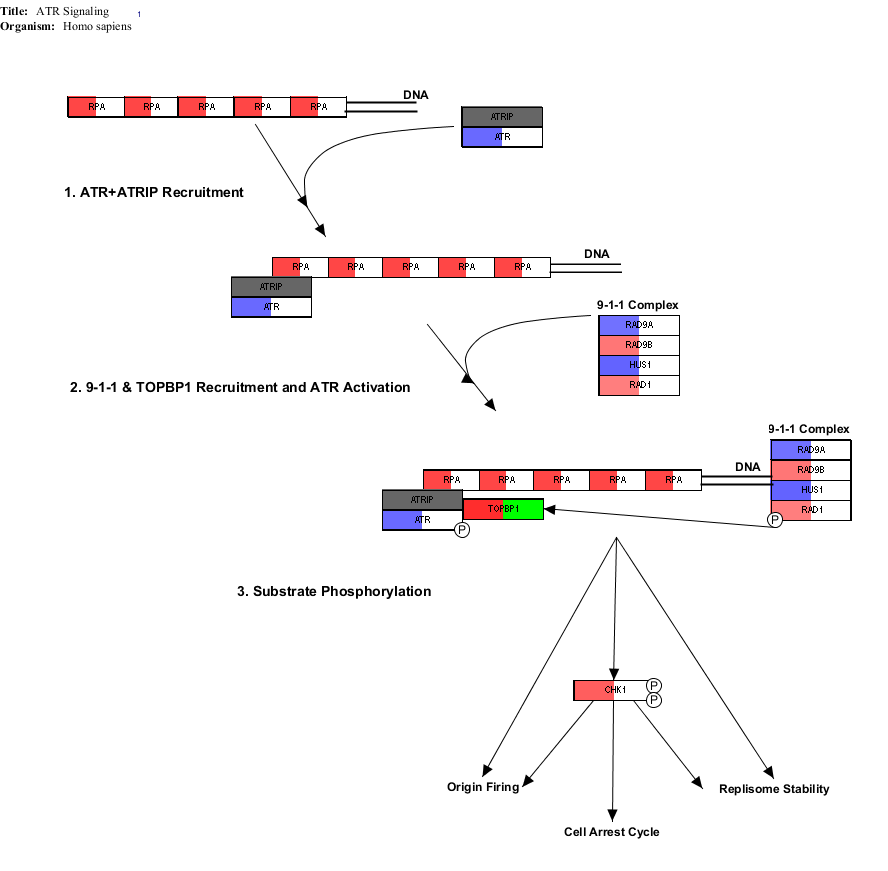 Title: ATR Signaling 1
Organism: Homo sapiens
DNA
RPA RPA RPA RPA RPA
ATRIP
ATR
1. ATR+ATRIP Recruitment
DNA
RPA RPA RPA RPA RPA
ATRIP
ATR
9-1-1 Complex
RAD9A
RAD9B
HUS1
RAD1
2. 9-1-1 & TOPBP1 Recruitment and ATR Activation
9-1-1 Complex
RAD9A
RAD9B
HUS1
RAD1
P
DNA
RPA RPA RPA RPA RPA
ATRIP
ATR
TOPBP1
P
3. Substrate Phosphorylation
CHK1
P
P
Origin Firing
Replisome Stability
Cell Arrest Cycle